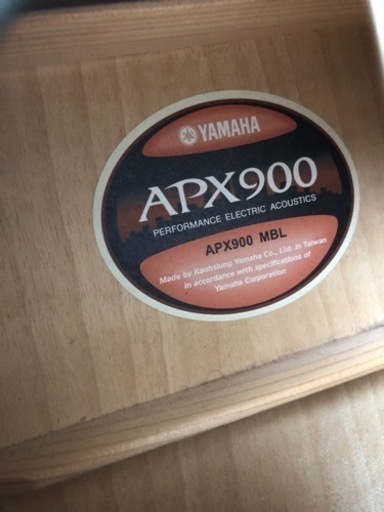 YAMAHA
APX900
PERFORMANCE ELECTRIC ACOUSTICS
APX900 MBL
Made by Kaohsiung Yamaha Co., Ltd. in Taiwan
in accordance with specifications of
Yamaha Corporation